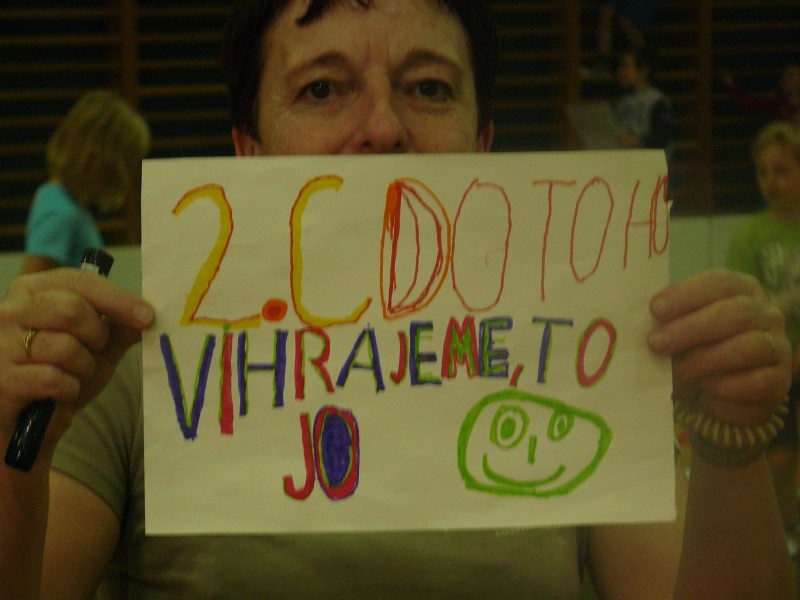 2.C DO TOHO
VIHRAJEME, TO
JO